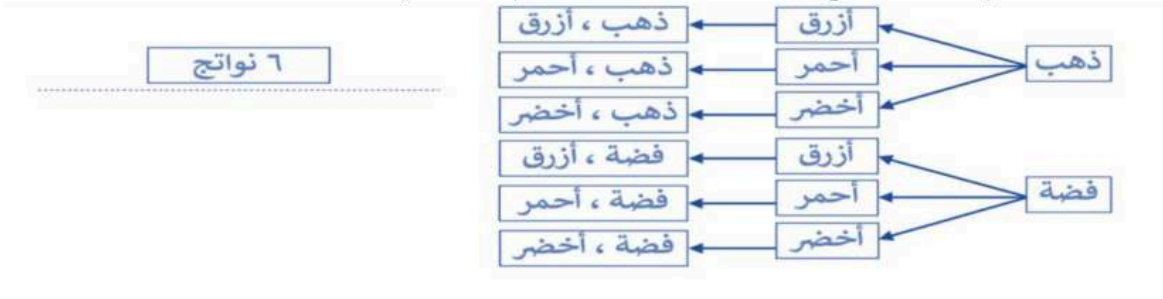 أزرق ذهب ، أزرق
ذهب أحمر ذهب ، أحمر ٦ نواتج
أخضر ذهب ، أخضر
أزرق فضة ، أزرق
فضة أحمر فضة ، أحمر
أخضر فضة ، أخضر